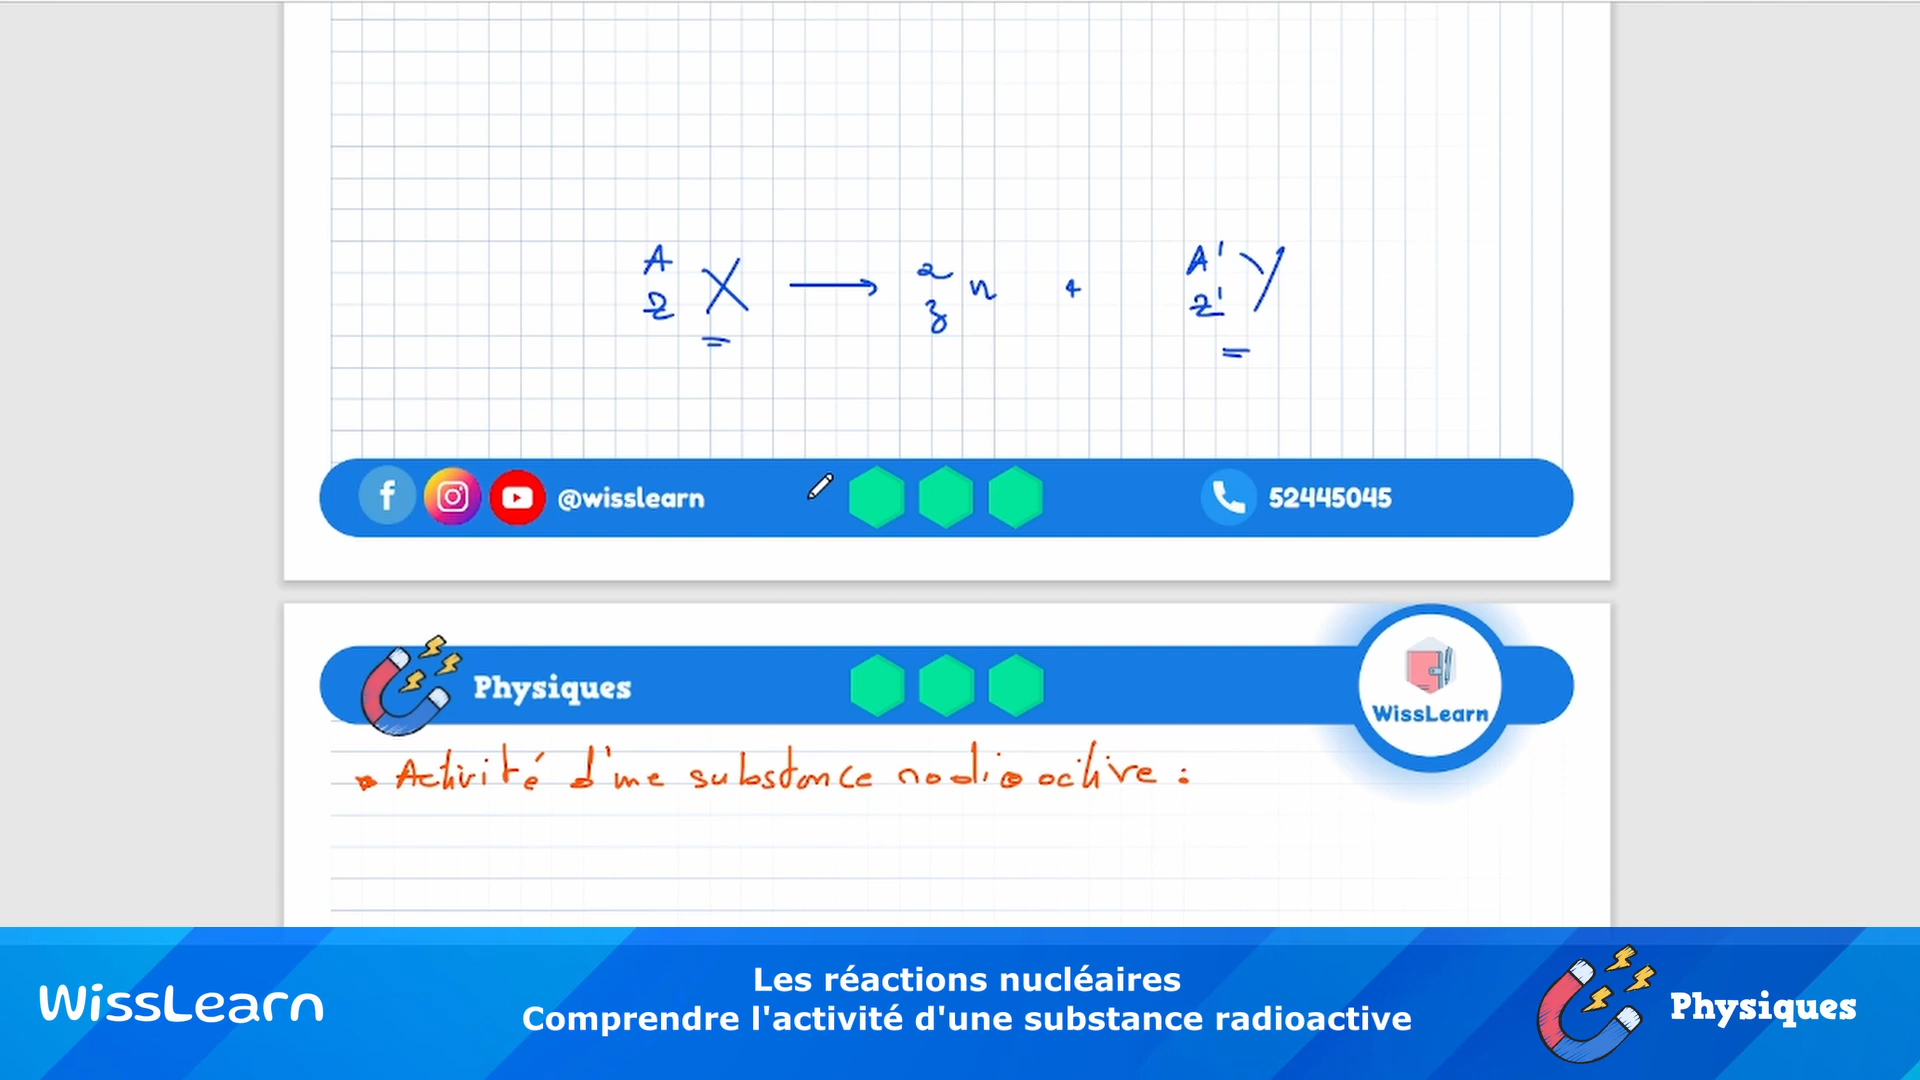 A X → a n + A' Y
Z z Z'
@wisslearn 52445045
Physiques
WissLearn
Activité d'une substance radioactive :
Les réactions nucléaires
Comprendre l'activité d'une substance radioactive
WissLearn
Physiques